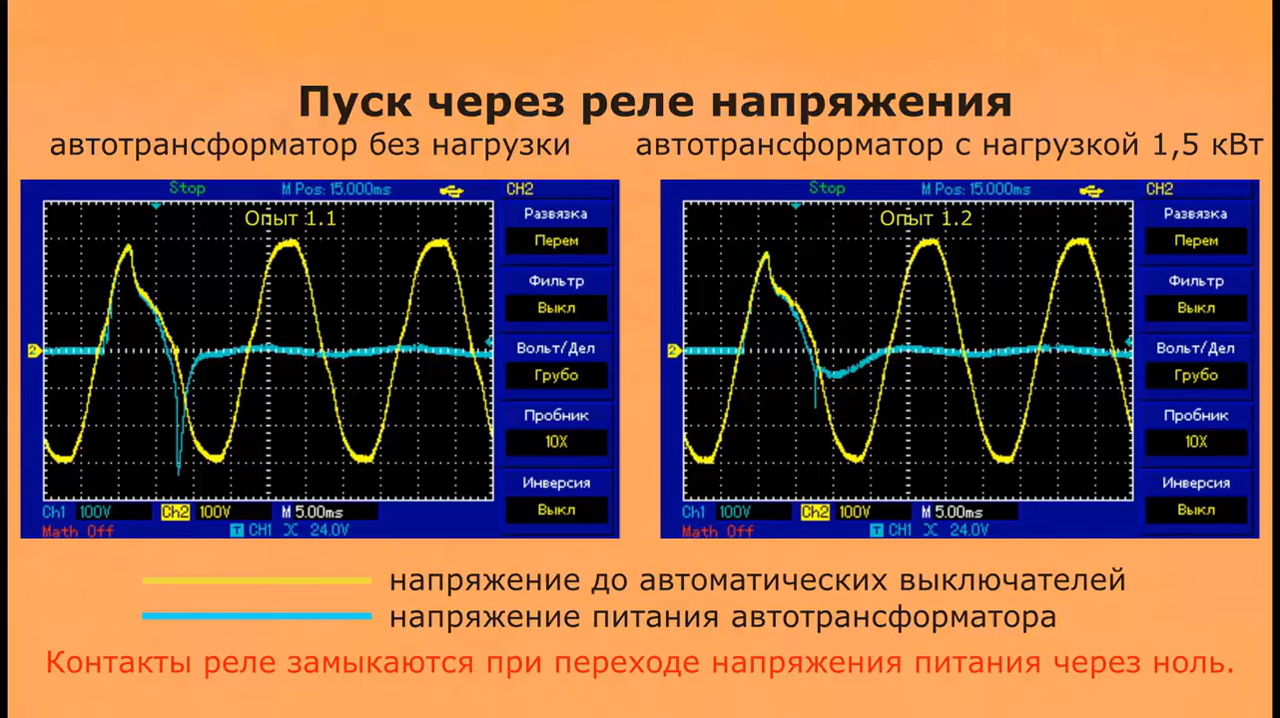 Пуск через реле напряжения
автотрансформатор без нагрузки
автотрансформатор с нагрузкой 1,5 кВт
Stop M Pos: 15.000ms CH2
Опыт 1.1
Развязка
Перем
Фильтр
Выкл
Вольт/Дел
Грубо
Пробник
10X
Инверсия
Выкл
2
Ch1 100V Ch2 100V M 5.00ms
Math Off T CH1 24.0V
Stop M Pos: 15.000ms CH2
Опыт 1.2
Развязка
Перем
Фильтр
Выкл
Вольт/Дел
Грубо
Пробник
10X
Инверсия
Выкл
2
Ch1 100V Ch2 100V M 5.00ms
Math Off T CH1 24.0V
напряжение до автоматических выключателей
напряжение питания автотрансформатора
Контакты реле замыкаются при переходе напряжения питания через ноль.